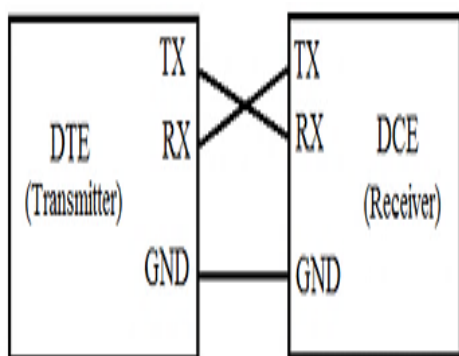 TX
RX
DTE
(Transmitter)
GND
TX
RX
DCE
(Receiver)
GND